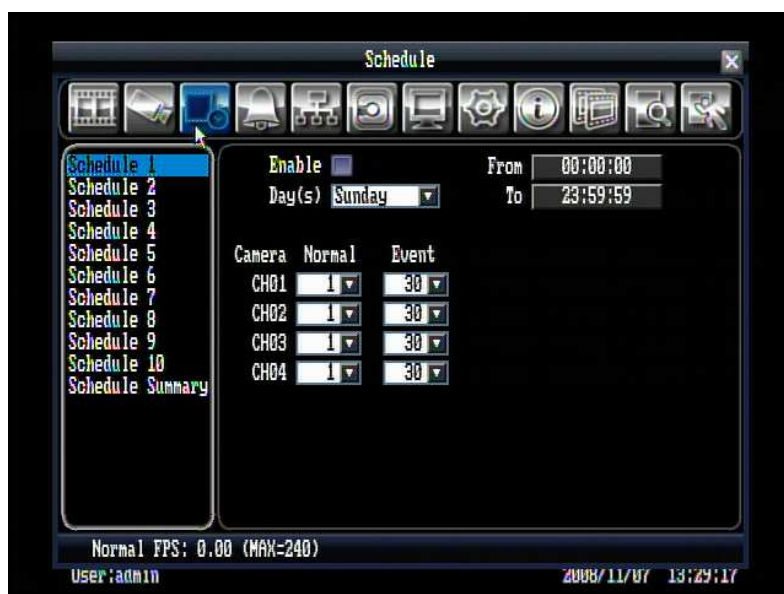 Schedule
Schedule 1
Schedule 2
Schedule 3
Schedule 4
Schedule 5
Schedule 6
Schedule 7
Schedule 8
Schedule 9
Schedule 10
Schedule Summary
Enable From 00:00:00
Day(s) Sunday To 23:59:59
Camera Normal Event
CH01 1 30
CH02 1 30
CH03 1 30
CH04 1 30
Normal FPS: 0.00 (MAX=240)
User:admin 2008/11/07 13:29:17